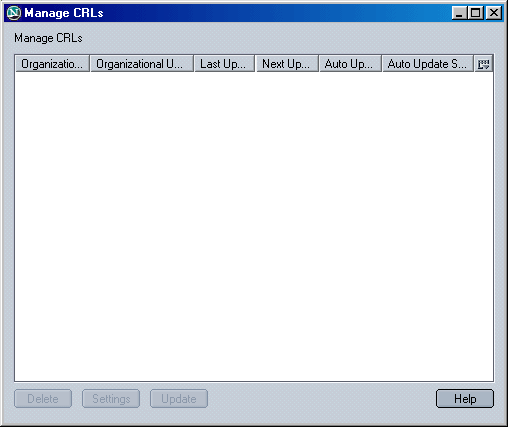 Manage CRLs
Manage CRLs
Organizatio... Organizational U... Last Up... Next Up... Auto Up... Auto Update S...
Delete Settings Update Help